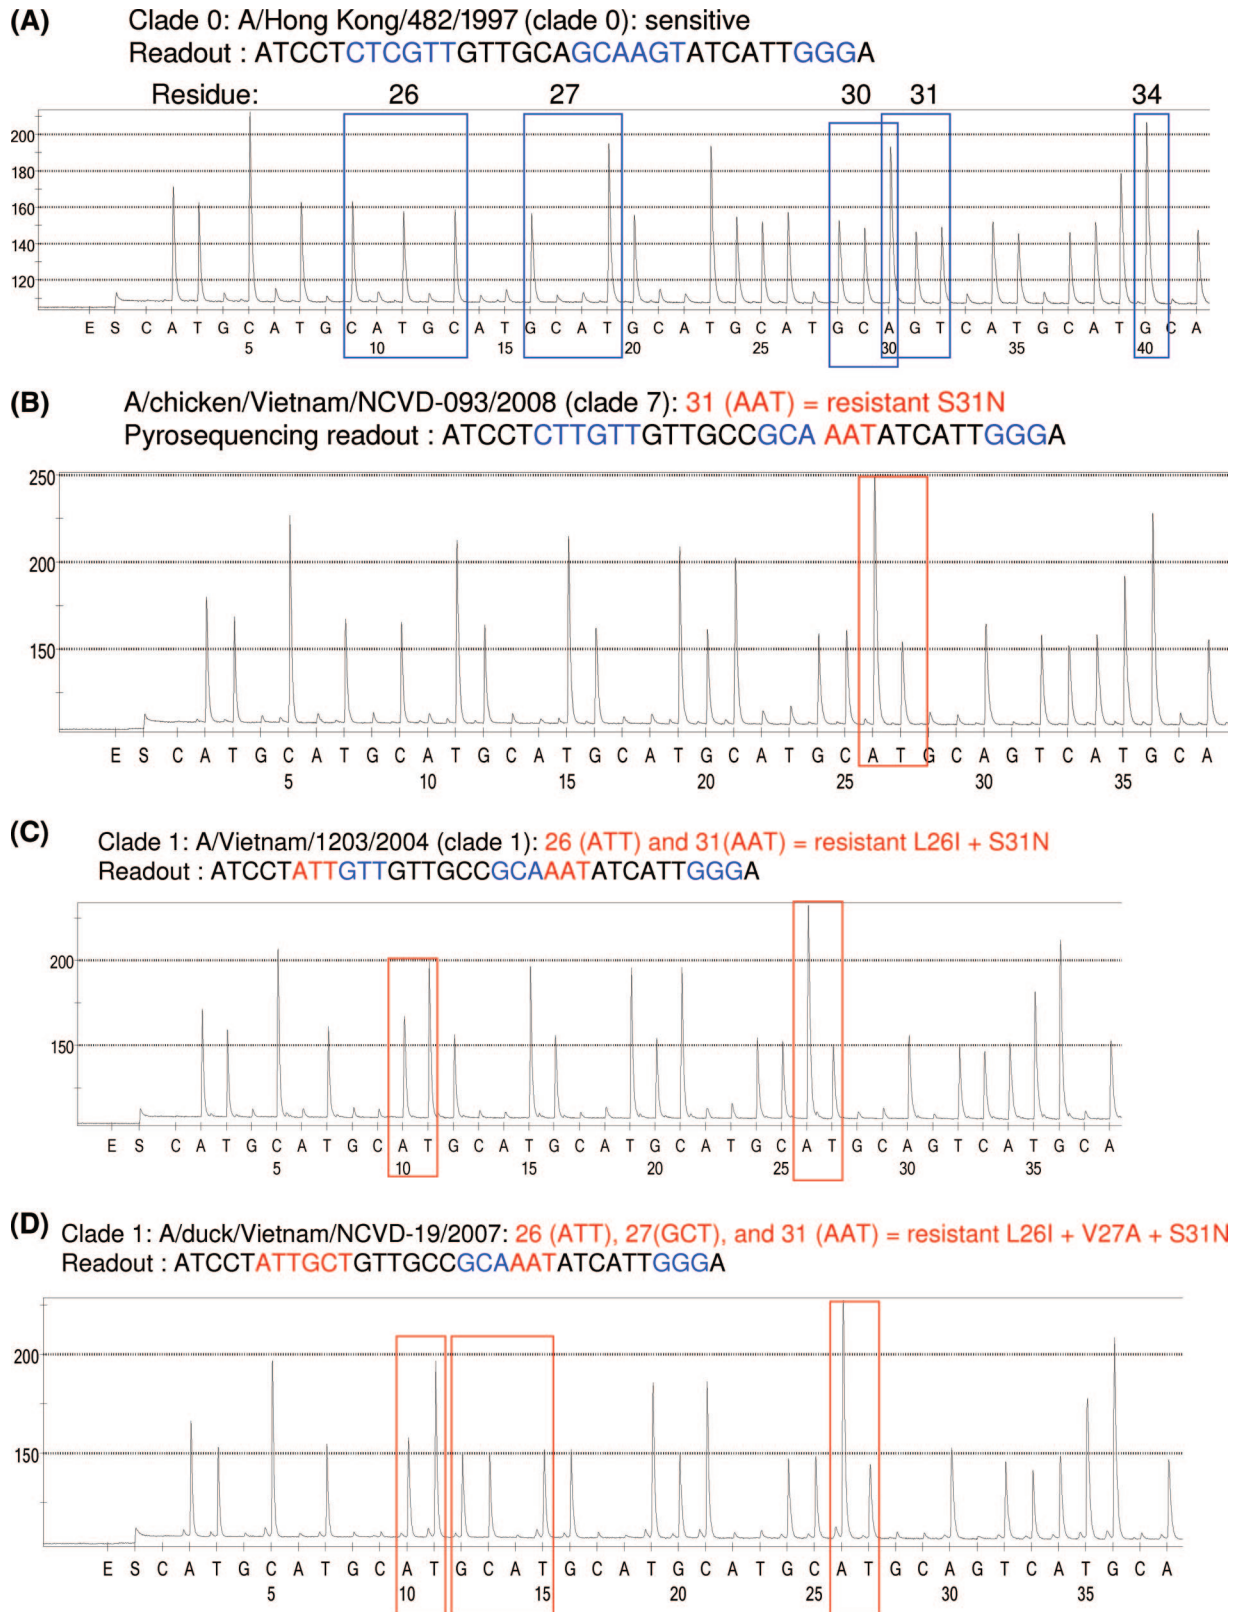 (A) Clade 0: A/Hong Kong/482/1997 (clade 0): sensitive
Readout : ATCCTCTCGTTGTTGCAGCAAGTATCATTGGGA
Residue: 26 27 30 31 34
200
180
160
140
120
E S C A T G C A T G C A T G C A T G C A T G C A T G C A T G C A G T C A T G C A T G C A
5 10 15 20 25 30 35 40
(B) A/chicken/Vietnam/NCVD-093/2008 (clade 7): 31 (AAT) = resistant S31N
Pyrosequencing readout : ATCCTCTTGTTGTTGCCGCA AATATCATTGGGA
250
200
150
E S C A T G C A T G C A T G C A T G C A T G C A T G C A T G C A G T C A T G C A
5 10 15 20 25 30 35
(C) Clade 1: A/Vietnam/1203/2004 (clade 1): 26 (ATT) and 31(AAT) = resistant L26I + S31N
Readout : ATCCTATTGTTGTTGCCGCAAATATCATTGGGA
200
150
E S C A T G C A T G C A T G C A T G C A T G C A T G C A T G C A G T C A T G C A
5 10 15 20 25 30 35
(D) Clade 1: A/duck/Vietnam/NCVD-19/2007: 26 (ATT), 27(GCT), and 31 (AAT) = resistant L26I + V27A + S31N
Readout : ATCCTATTGCTGTTGCCGCAAATATCATTGGGA
200
150
E S C A T G C A T G C A T G C A T G C A T G C A T G C A T G C A G T C A T G C A
5 10 15 20 25 30 35